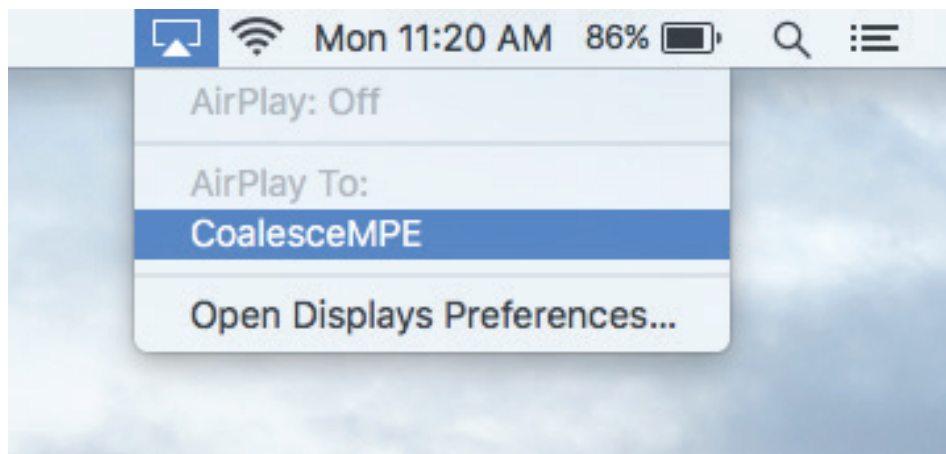 Mon 11:20 AM 86%
AirPlay: Off
AirPlay To:
CoalesceMPE
Open Displays Preferences...